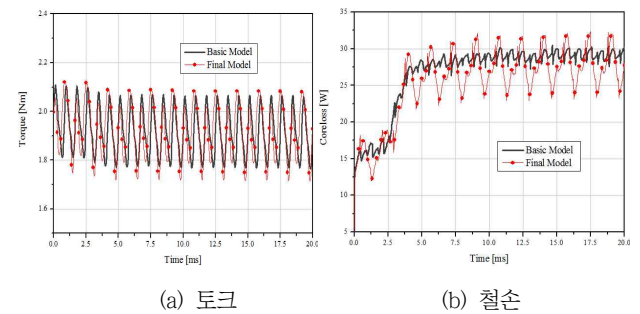 2.4
2.2
2.0
1.8
1.6
Torque [Nm]
Basic Model
Final Model
0.0 2.5 5.0 7.5 10.0 12.5 15.0 17.5 20.0
Time [ms]
(a) 토크
35
30
25
20
15
10
5
Coreloss [W]
Basic Model
Final Model
0.0 2.5 5.0 7.5 10.0 12.5 15.0 17.5 20.0
Time [ms]
(b) 철손